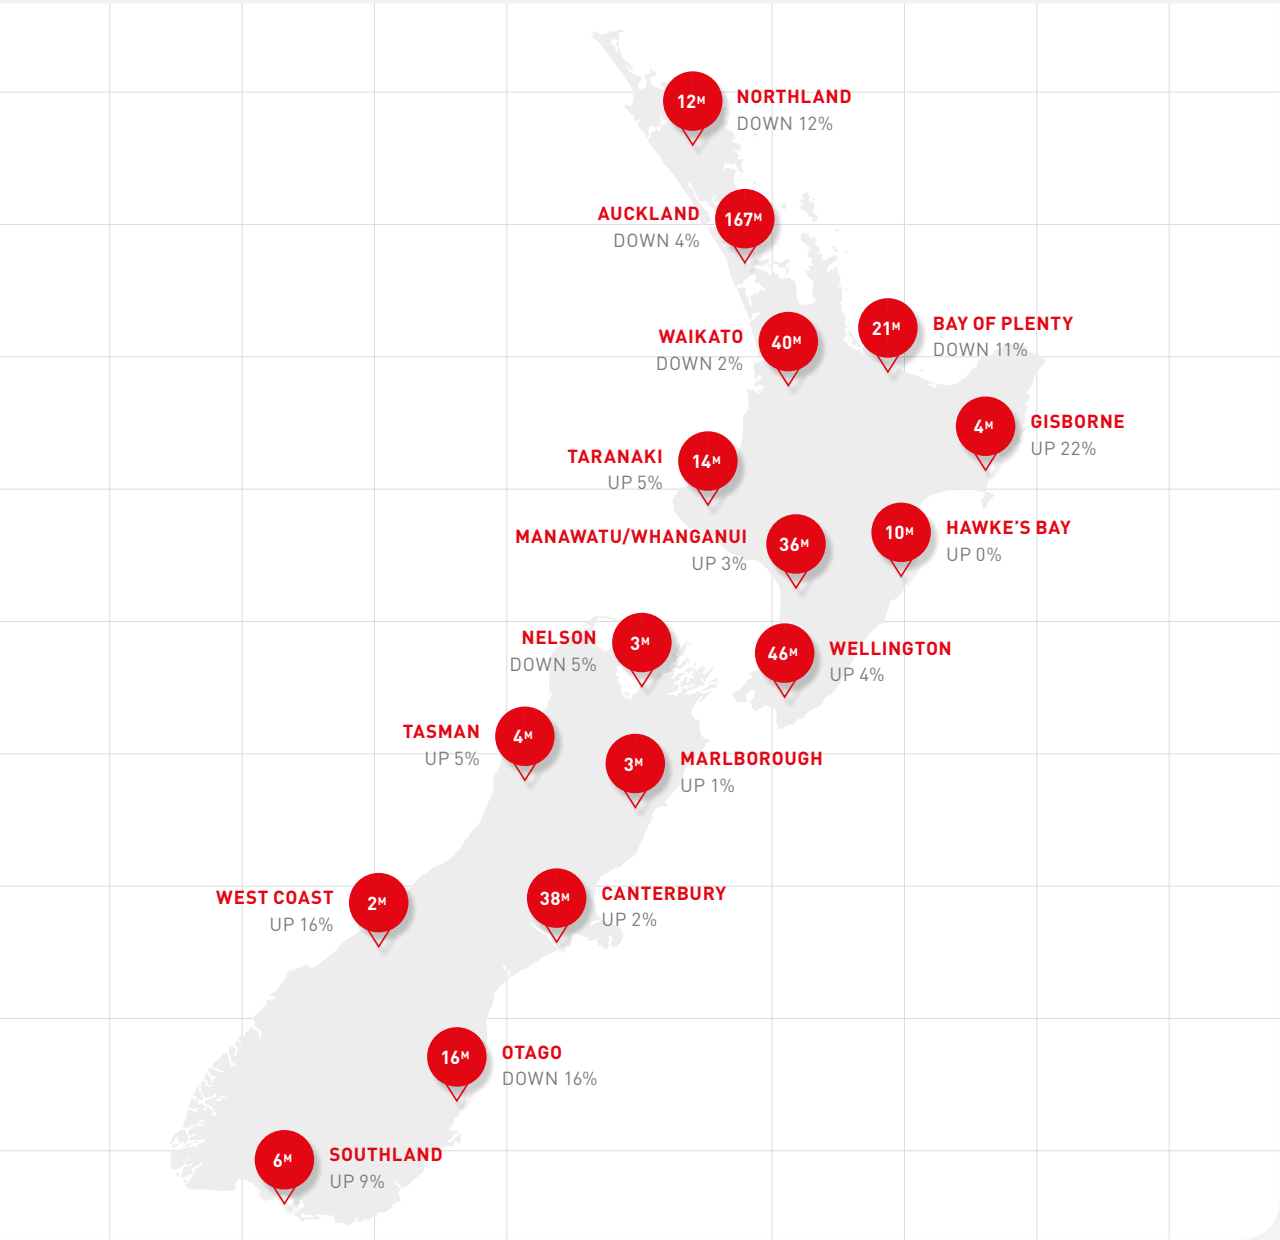 12M
NORTHLAND
DOWN 12%
AUCKLAND
DOWN 4%
167M
WAIKATO
DOWN 2%
40M
21M
BAY OF PLENTY
DOWN 11%
4M
GISBORNE
UP 22%
TARANAKI
UP 5%
14M
MANAWATU/WHANGANUI
UP 3%
36M
10M
HAWKE’S BAY
UP 0%
NELSON
DOWN 5%
3M
46M
WELLINGTON
UP 4%
TASMAN
UP 5%
4M
3M
MARLBOROUGH
UP 1%
WEST COAST
UP 16%
2M
38M
CANTERBURY
UP 2%
16M
OTAGO
DOWN 16%
6M
SOUTHLAND
UP 9%